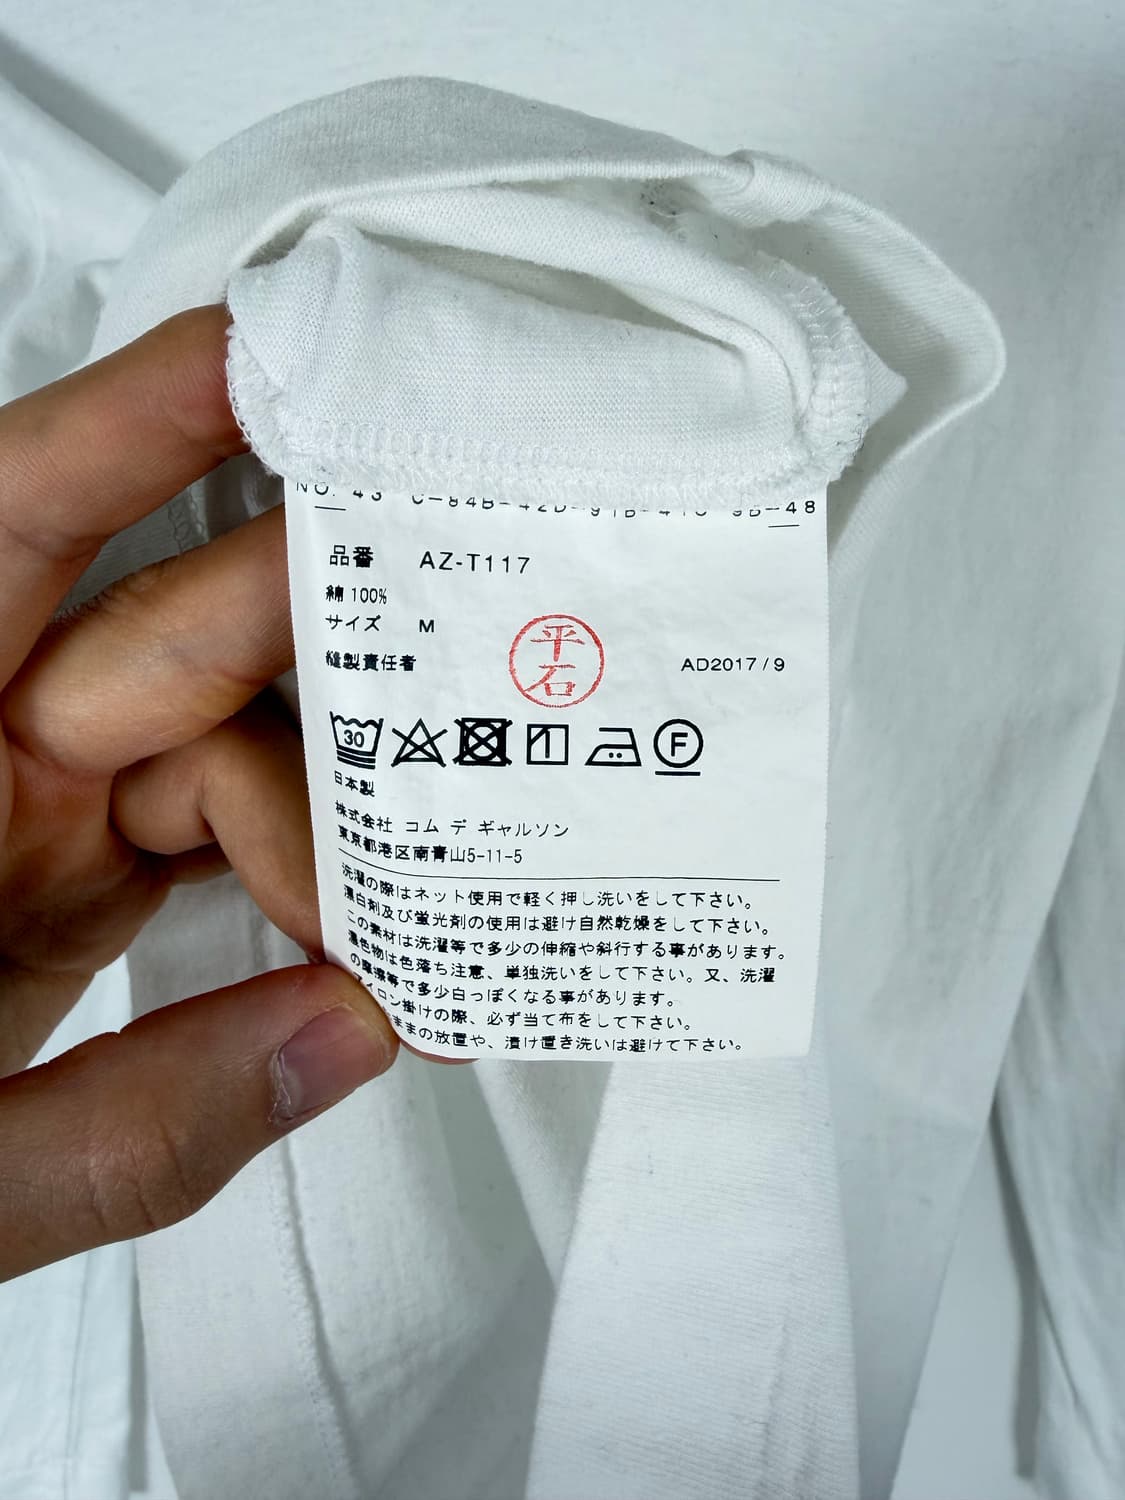 NO. 43 C-84B-42D-91B-41C 9B-48
品番 AZ-T117
綿 100%
サイズ M
縫製責任者 平石 AD2017/9
30 F
日本製
株式会社 コム デ ギャルソン
東京都港区南青山5-11-5
洗濯の際はネット使用で軽く押し洗いをして下さい。
漂白剤及び蛍光剤の使用は避け自然乾燥をして下さい。
この素材は洗濯等で多少の伸縮や斜行する事があります。
濃色物は色落ち注意、単独洗いをして下さい。又、洗濯
の摩擦等で多少白っぽくなる事があります。
アイロン掛けの際、必ず当て布をして下さい。
ままの放置や、漬け置き洗いは避けて下さい。